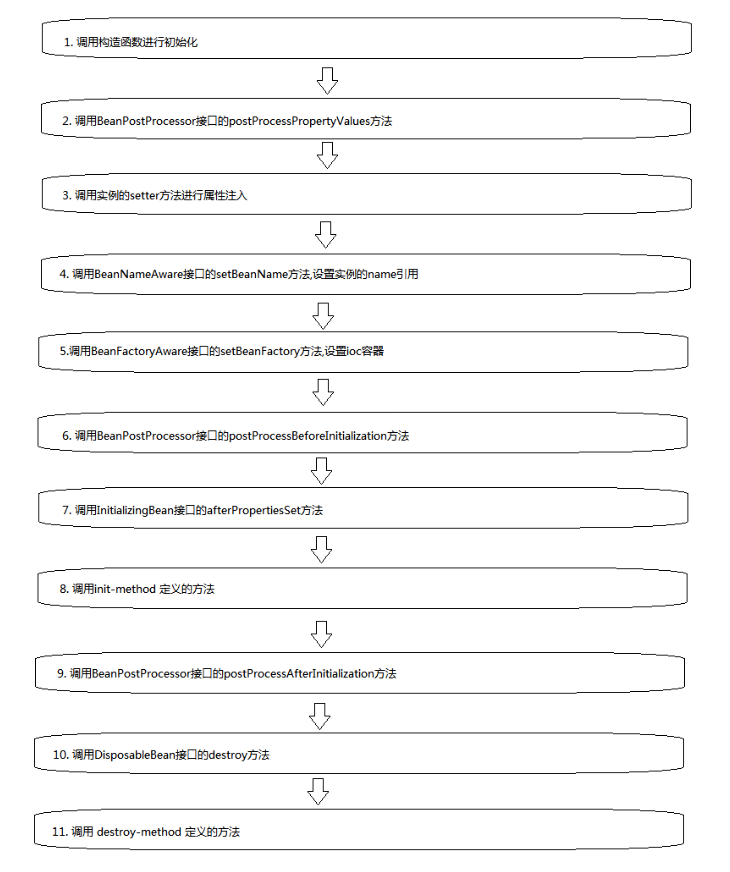 1. 调用构造函数进行初始化
2. 调用BeanPostProcessor接口的postProcessPropertyValues方法
3. 调用实例的setter方法进行属性注入
4. 调用BeanNameAware接口的setBeanName方法,设置实例的name引用
5.调用BeanFactoryAware接口的setBeanFactory方法,设置ioc容器
6. 调用BeanPostProcessor接口的postProcessBeforeInitialization方法
7. 调用InitializingBean接口的afterPropertiesSet方法
8. 调用init-method 定义的方法
9. 调用BeanPostProcessor接口的postProcessAfterInitialization方法
10. 调用DisposableBean接口的destroy方法
11. 调用 destroy-method 定义的方法